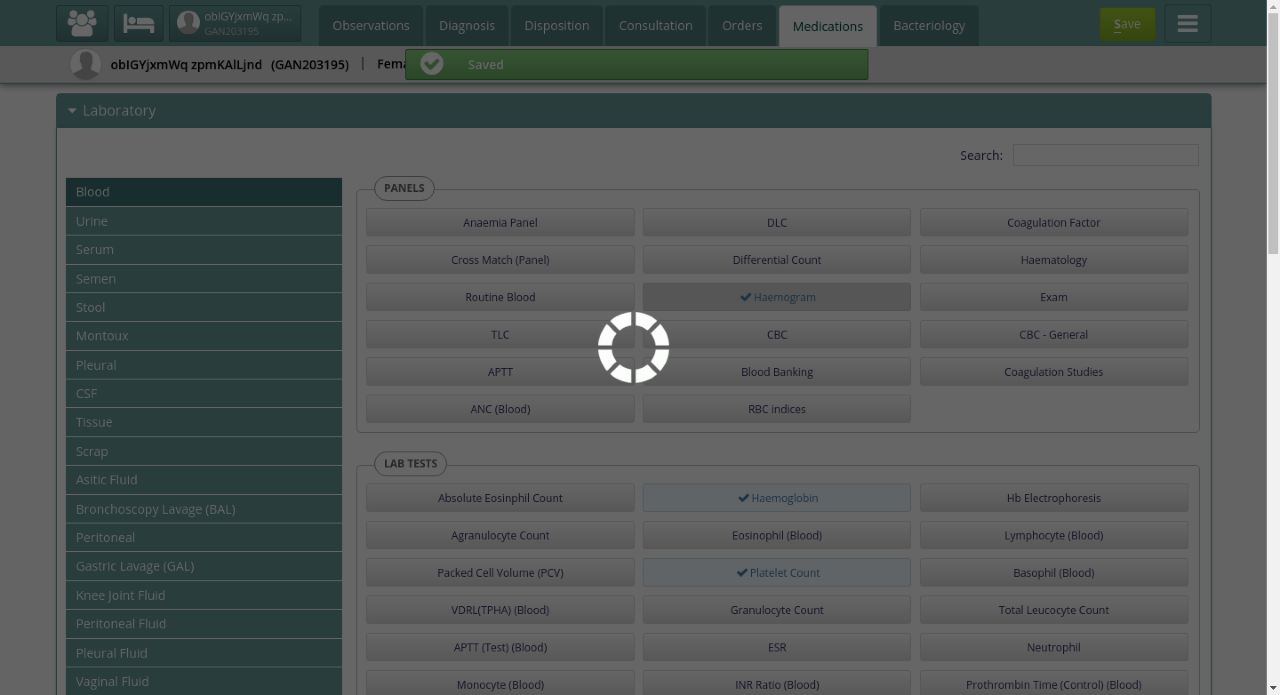 obIGYjxmWq zp...
GAN203195
Observations
Diagnosis
Disposition
Consultation
Orders
Medications
Bacteriology
Save
obIGYjxmWq zpmKAlLjnd (GAN203195) | Fema
Saved
Laboratory
Search:
Blood
Urine
Serum
Semen
Stool
Montoux
Pleural
CSF
Tissue
Scrap
Asitic Fluid
Bronchoscopy Lavage (BAL)
Peritoneal
Gastric Lavage (GAL)
Knee Joint Fluid
Peritoneal Fluid
Pleural Fluid
Vaginal Fluid
PANELS
Anaemia Panel
DLC
Coagulation Factor
Cross Match (Panel)
Differential Count
Haematology
Routine Blood
Haemogram
Exam
TLC
CBC
CBC - General
APTT
Blood Banking
Coagulation Studies
ANC (Blood)
RBC indices
LAB TESTS
Absolute Eosinphil Count
Haemoglobin
Hb Electrophoresis
Agranulocyte Count
Eosinophil (Blood)
Lymphocyte (Blood)
Packed Cell Volume (PCV)
Platelet Count
Basophil (Blood)
VDRL(TPHA) (Blood)
Granulocyte Count
Total Leucocyte Count
APTT (Test) (Blood)
ESR
Neutrophil
Monocyte (Blood)
INR Ratio (Blood)
Prothrombin Time (Control) (Blood)